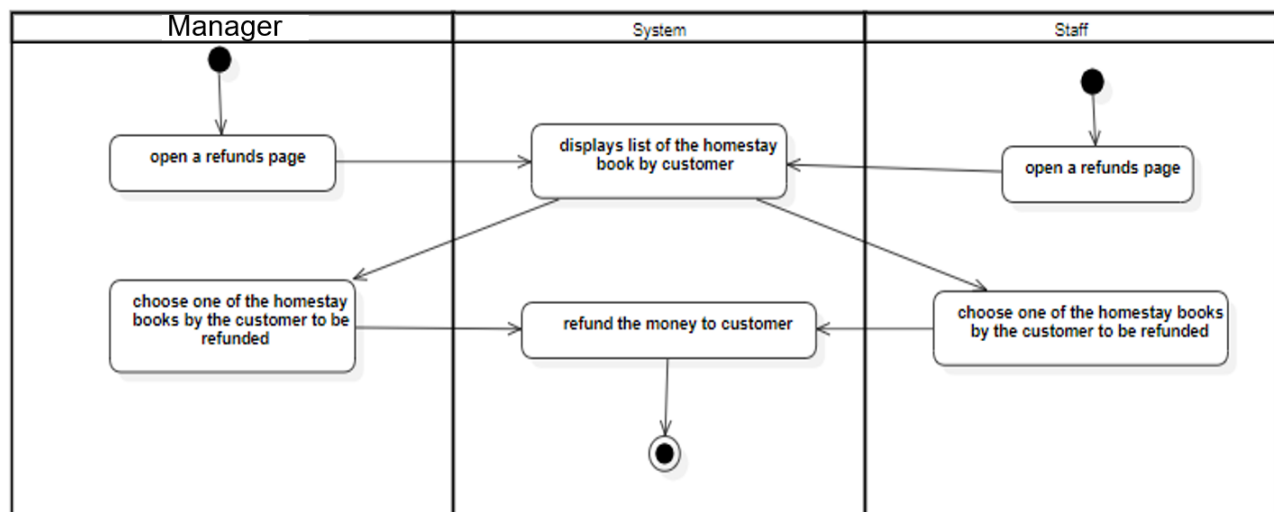 Manager
System
Staff
open a refunds page
displays list of the homestay
book by customer
open a refunds page
choose one of the homestay
books by the customer to be
refunded
refund the money to customer
choose one of the homestay books
by the customer to be refunded